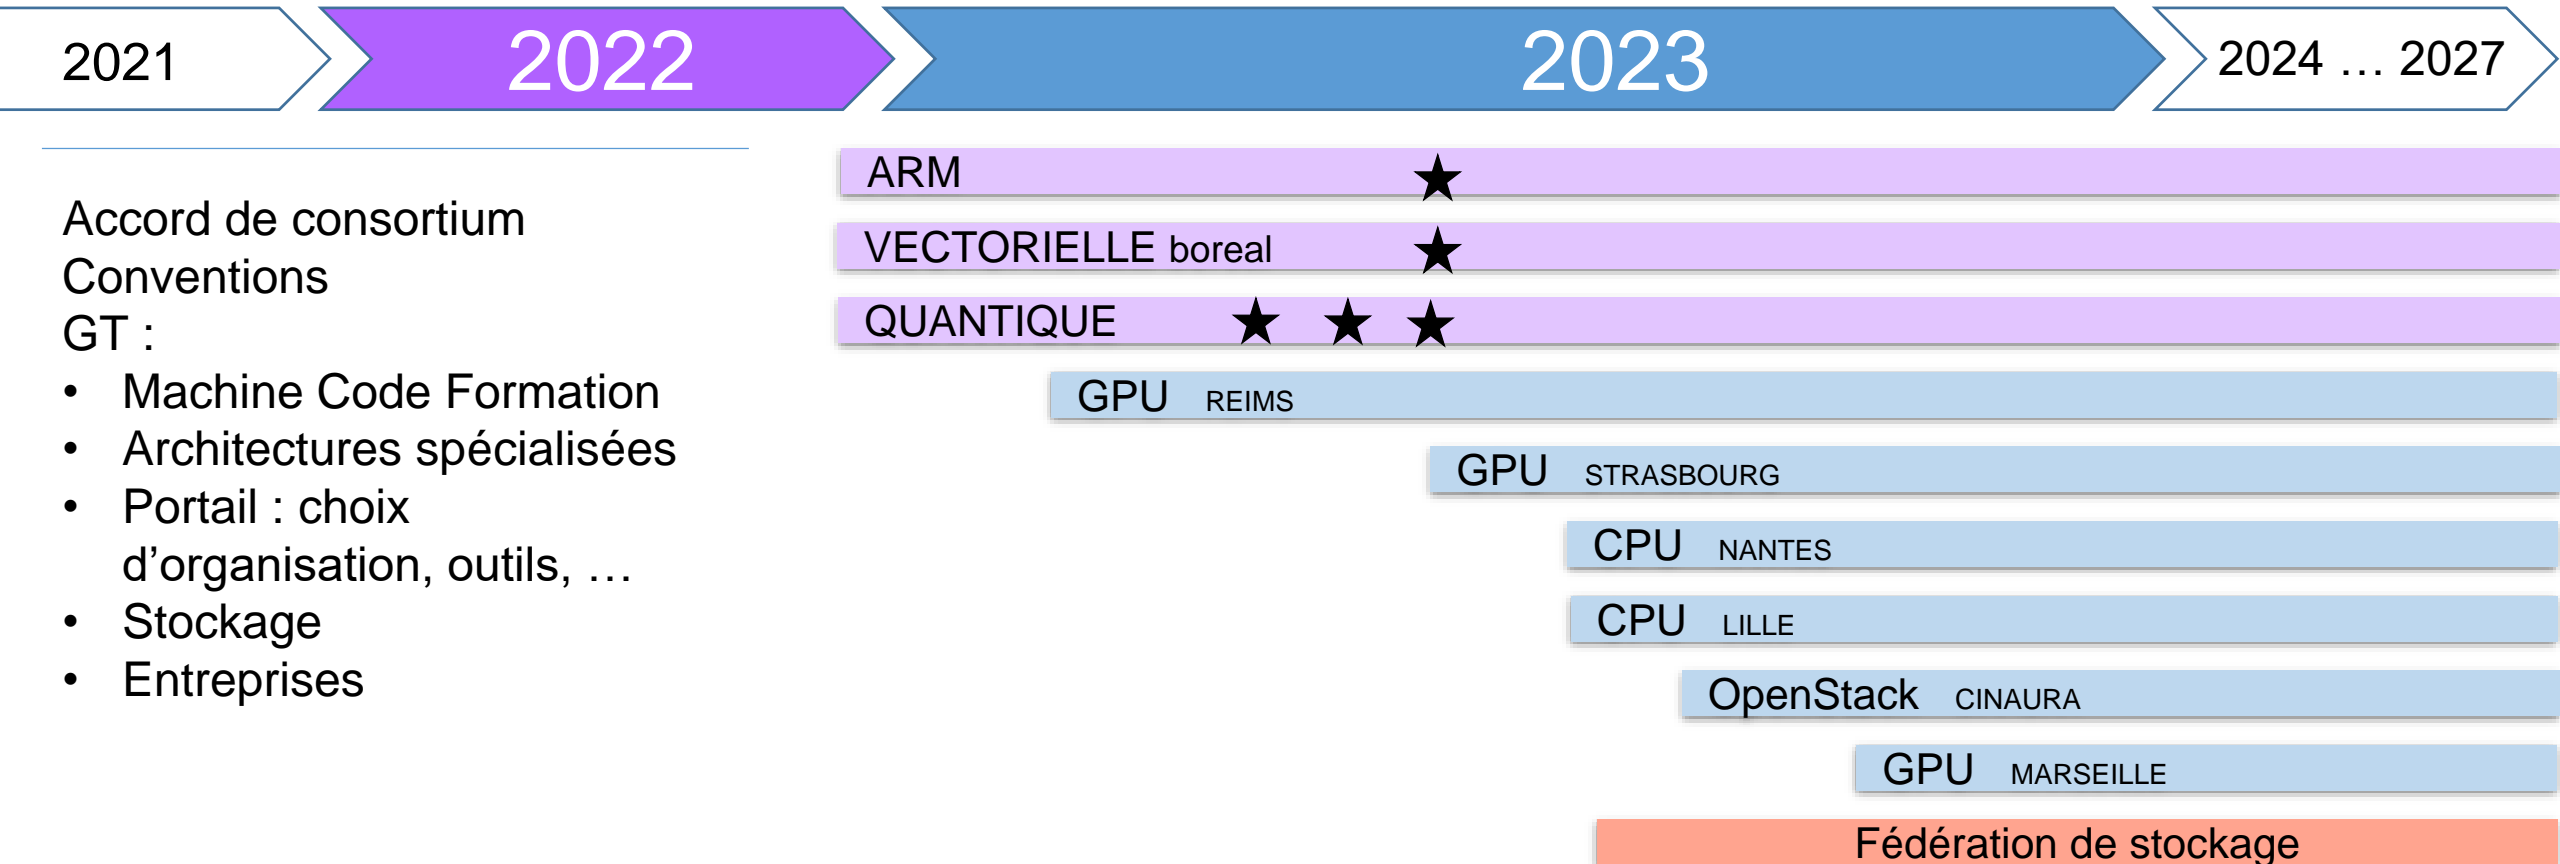 2021
2022
2023
2024 … 2027
Accord de consortium
Conventions
GT :
• Machine Code Formation
• Architectures spécialisées
• Portail : choix
d’organisation, outils, …
• Stockage
• Entreprises
ARM
VECTORIELLE boreal
QUANTIQUE
GPU REIMS
GPU STRASBOURG
CPU NANTES
CPU LILLE
OpenStack CINAURA
GPU MARSEILLE
Fédération de stockage